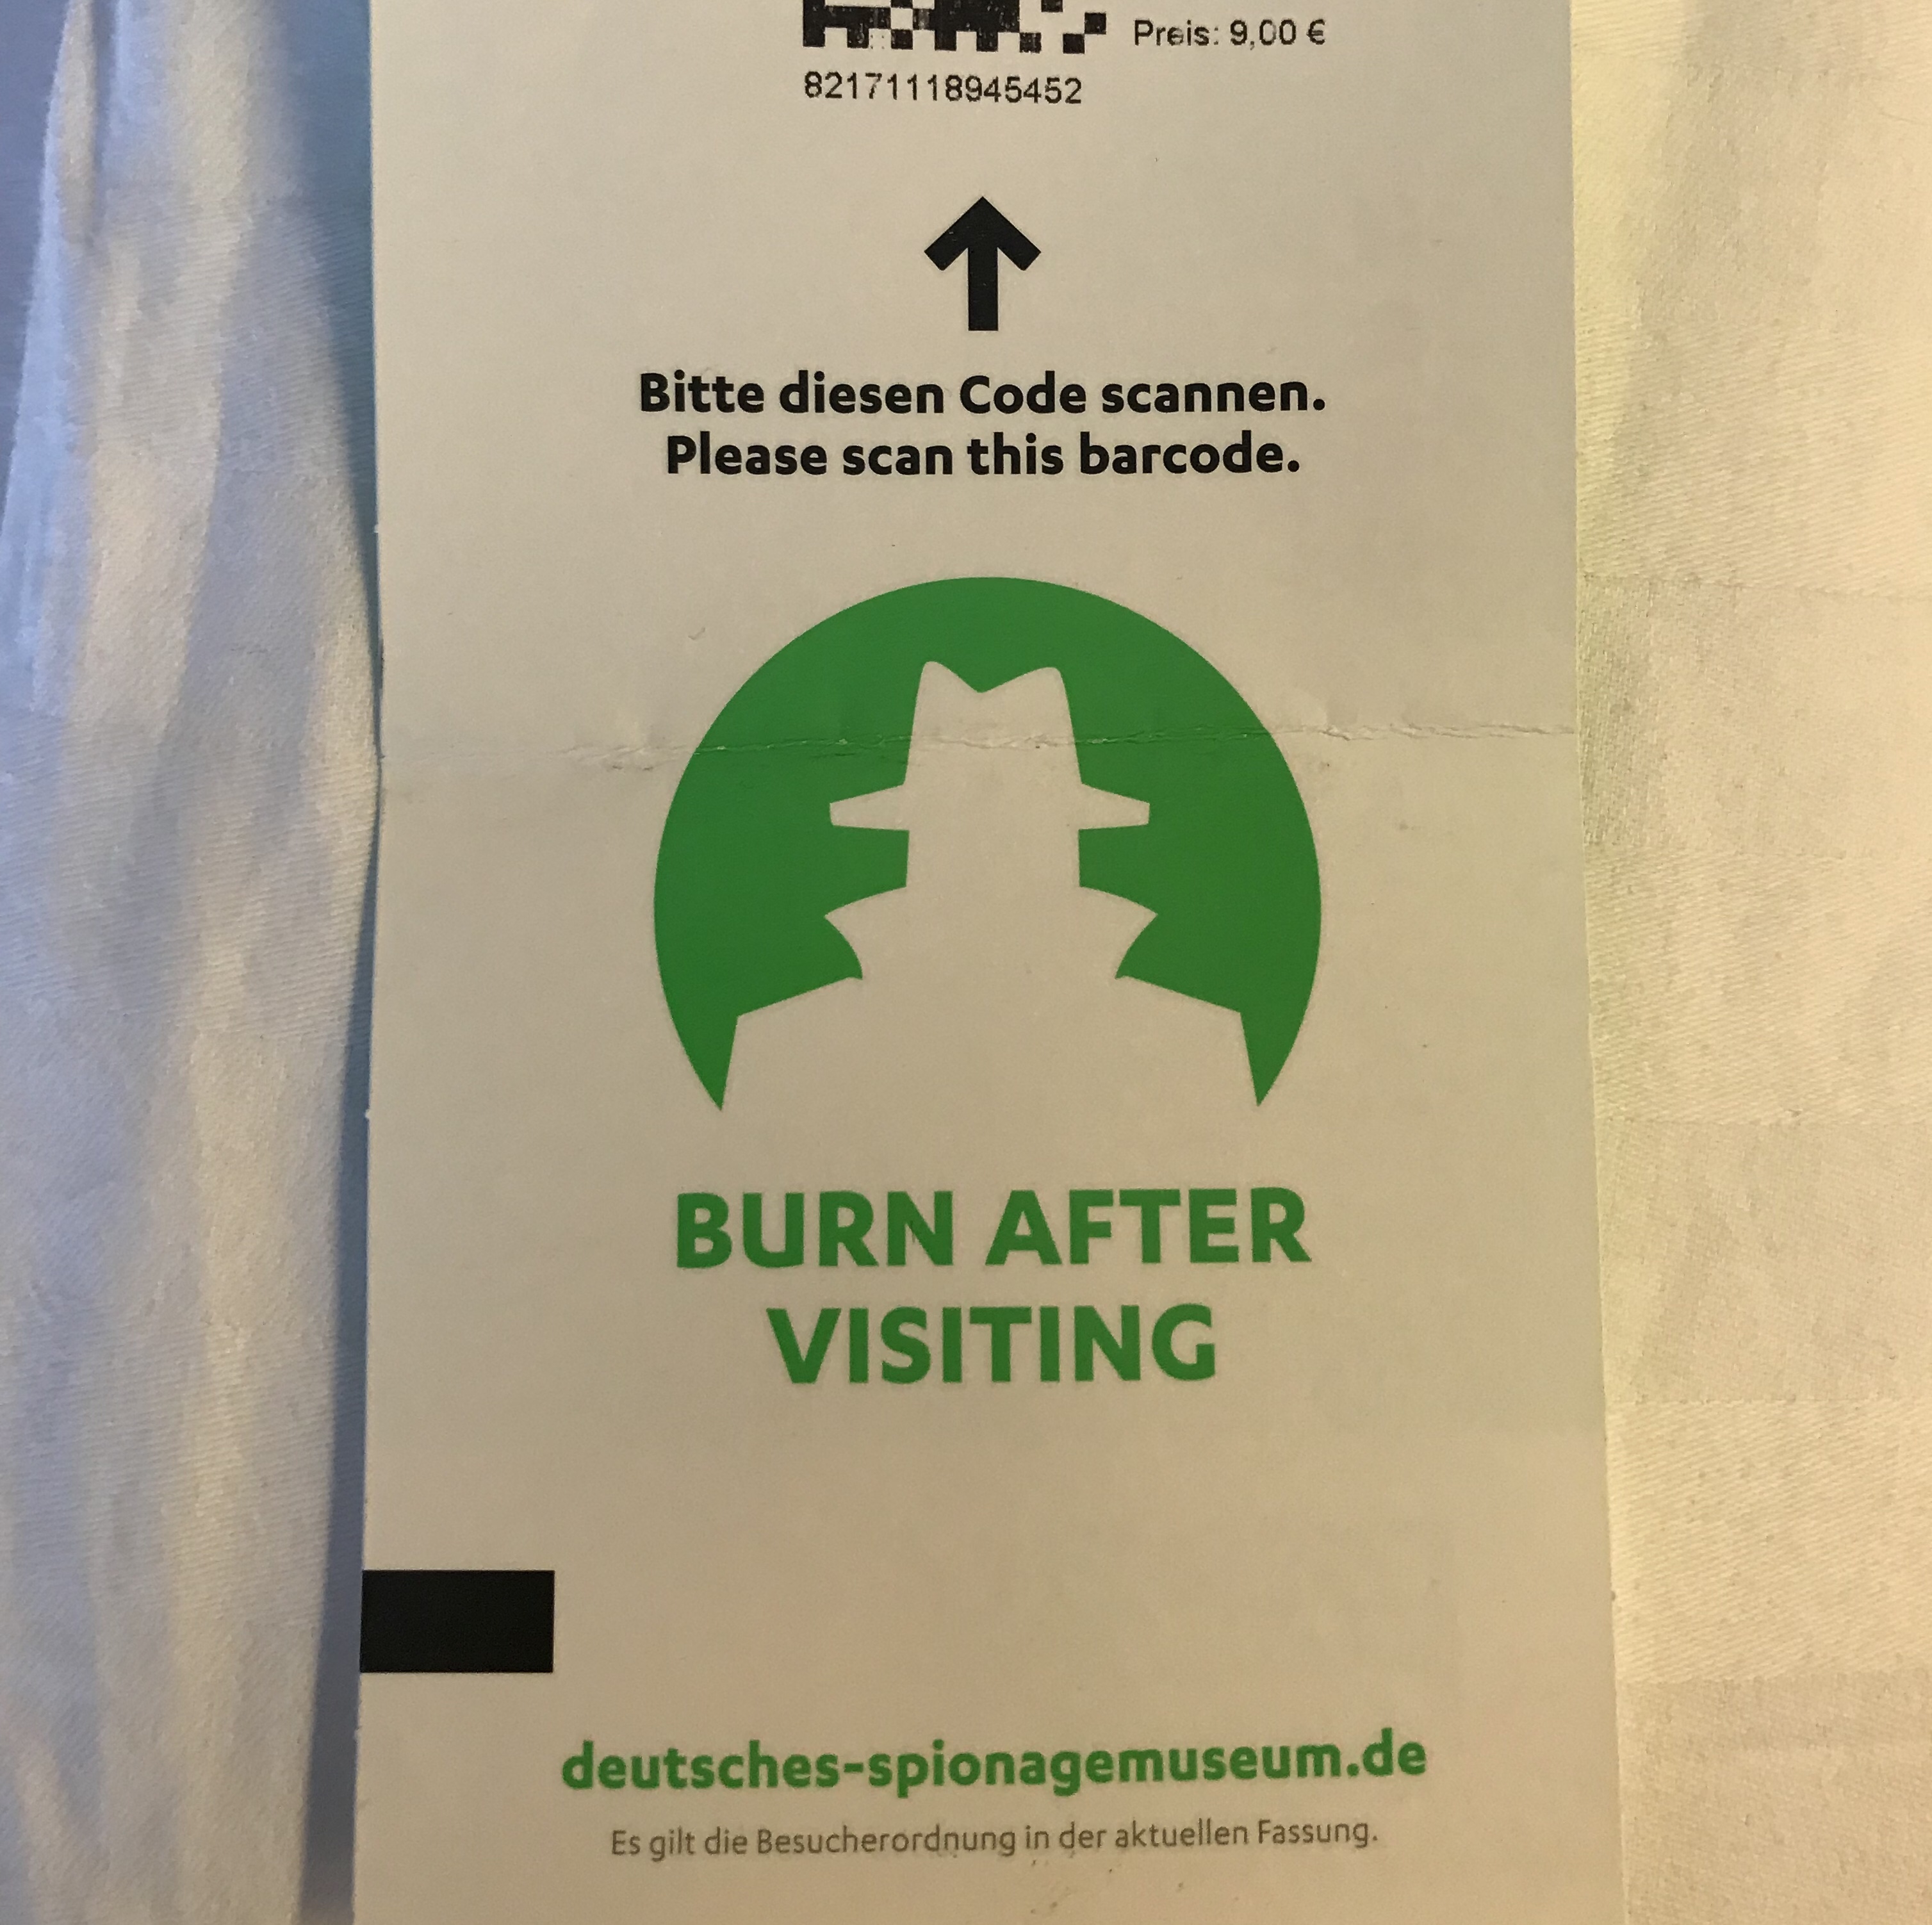 Preis: 9,00 €
82171118945452
Bitte diesen Code scannen.
Please scan this barcode.
BURN AFTER
VISITING
deutsches-spionagemuseum.de
Es gilt die Besucherordnung in der aktuellen Fassung.